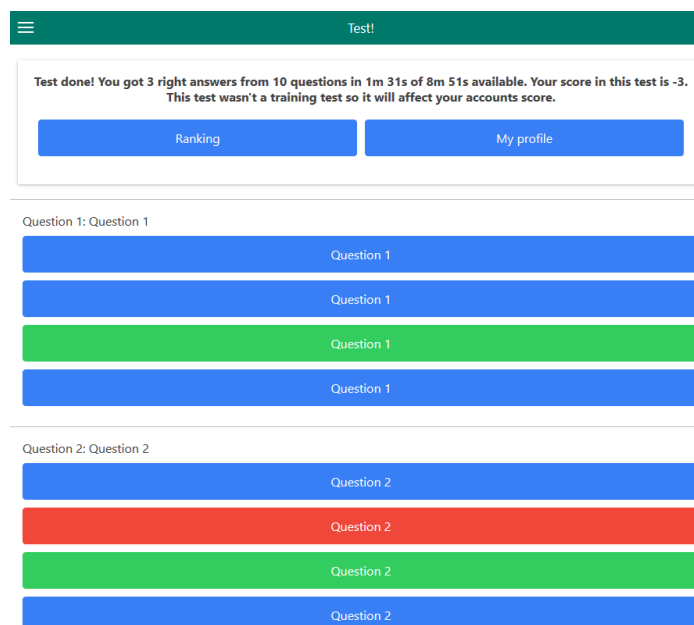 Test!
Test done! You got 3 right answers from 10 questions in 1m 31s of 8m 51s available. Your score in this test is -3.
This test wasn't a training test so it will affect your accounts score.
Ranking
My profile
Question 1: Question 1
Question 1
Question 1
Question 1
Question 1
Question 2: Question 2
Question 2
Question 2
Question 2
Question 2